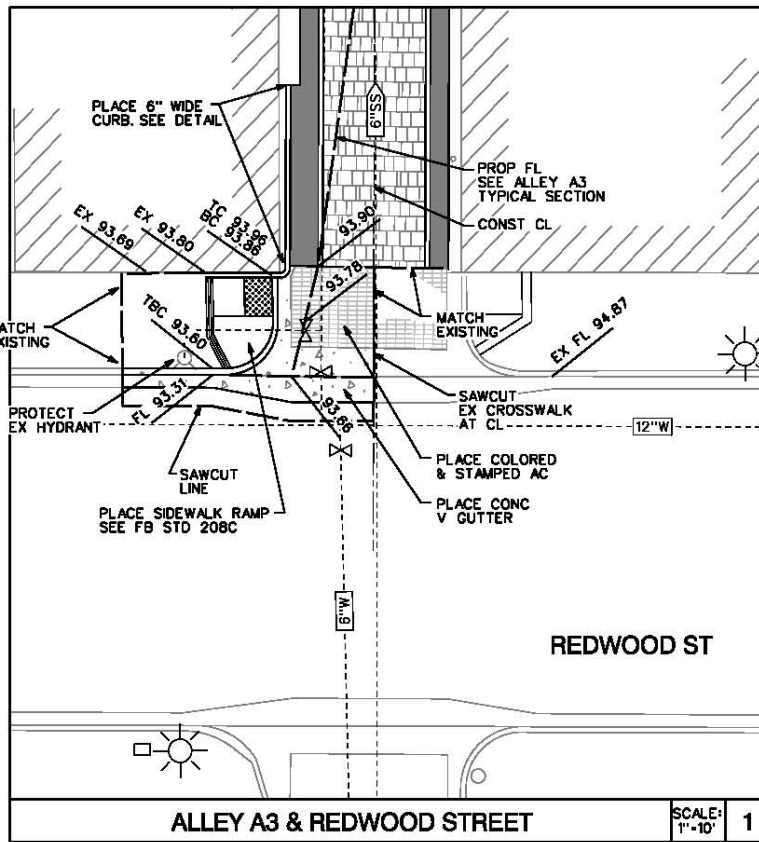 PLACE 6" WIDE
CURB. SEE DETAIL
6"SS
PROP FL
SEE ALLEY A3
TYPICAL SECTION
CONST CL
EX 93.69
EX 93.80
TC 93.96
BC 93.86
93.90
93.78
MATCH
EXISTING
ATCH
EXISTING
TBC 93.60
EX FL 94.87
PROTECT
EX HYDRANT
FL 93.31
93.66
SAWCUT
EX CROSSWALK
AT CL
12"W
SAWCUT
LINE
PLACE COLORED
& STAMPED AC
PLACE SIDEWALK RAMP
SEE FB STD 208C
PLACE CONC
V GUTTER
6"W
REDWOOD ST
ALLEY A3 & REDWOOD STREET
SCALE:
1"-10'
1